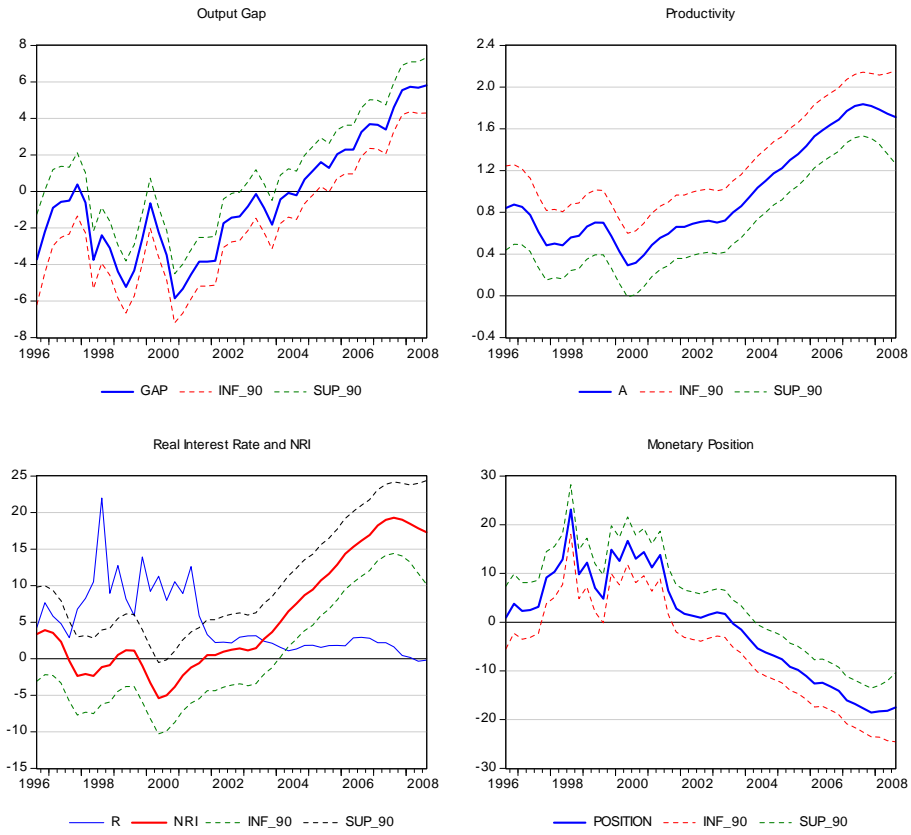 Output Gap
8
6
4
2
0
-2
-4
-6
-8
1996 1998 2000 2002 2004 2006 2008
GAP INF_90 SUP_90
Productivity
2.4
2.0
1.6
1.2
0.8
0.4
0.0
-0.4
1996 1998 2000 2002 2004 2006 2008
A INF_90 SUP_90
Real Interest Rate and NRI
25
20
15
10
5
0
-5
-10
-15
1996 1998 2000 2002 2004 2006 2008
R NRI INF_90 SUP_90
Monetary Position
30
20
10
0
-10
-20
-30
1996 1998 2000 2002 2004 2006 2008
POSITION INF_90 SUP_90